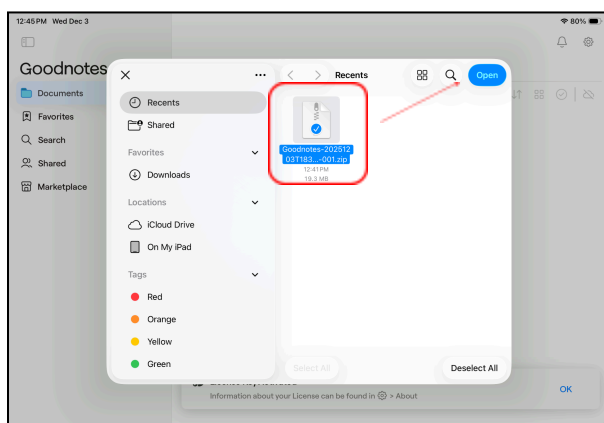 12:45 PM Wed Dec 3
80%
Goodnotes
Documents
Favorites
Search
Shared
Marketplace
Recents
Shared
Favorites
Downloads
Locations
iCloud Drive
On My iPad
Tags
Red
Orange
Yellow
Green
Recents
Open
Goodnotes-202512
03T183...-001.zip
12:41 PM
19.3 MB
Select All
Deselect All
Information about your License can be found in > About
OK